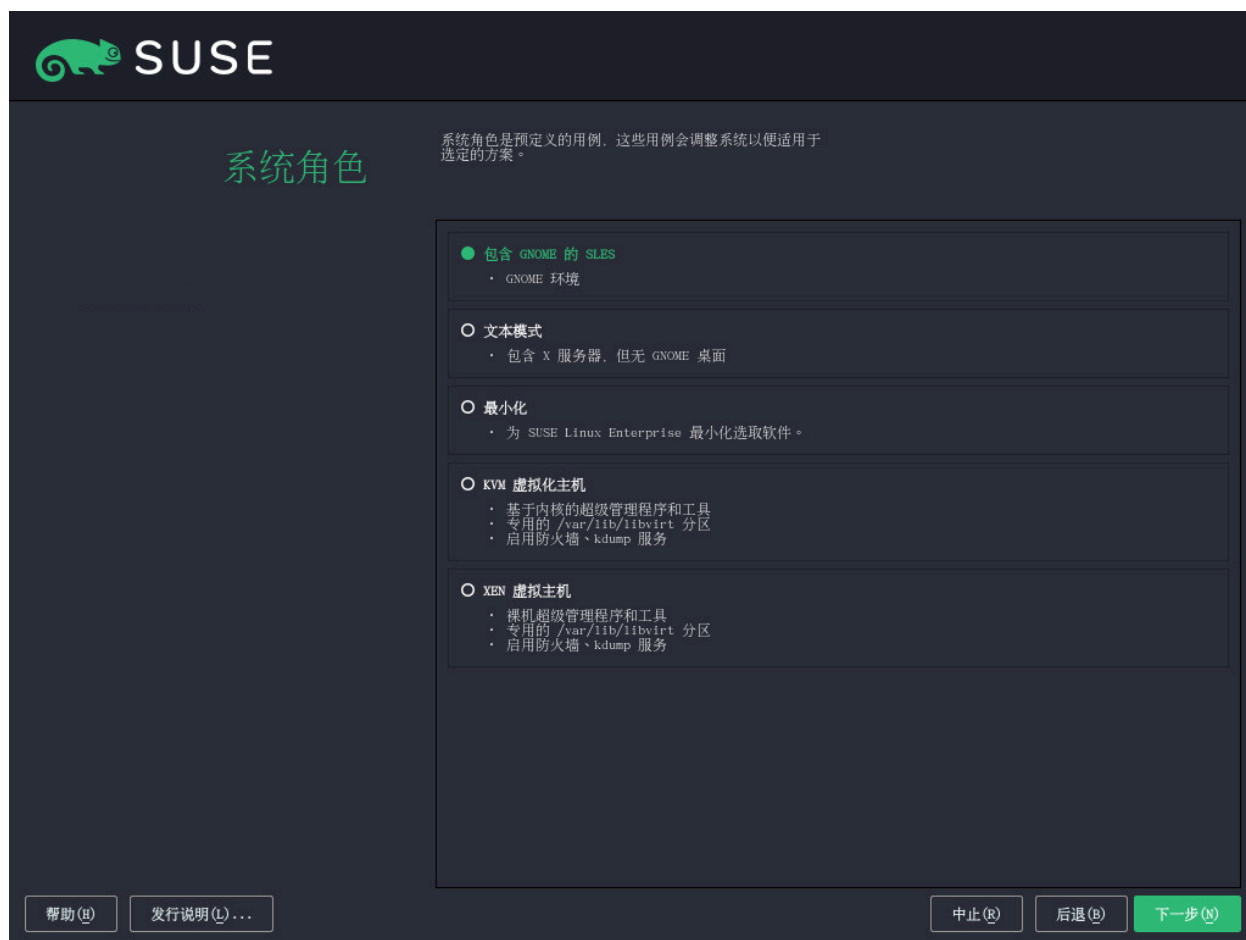 SUSE
系统角色
系统角色是预定义的用例，这些用例会调整系统以便适用于
选定的方案。
包含 GNOME 的 SLES
· GNOME 环境
文本模式
· 包含 X 服务器，但无 GNOME 桌面
最小化
· 为 SUSE Linux Enterprise 最小化选取软件。
KVM 虚拟化主机
· 基于内核的超级管理程序和工具
· 专用的 /var/lib/libvirt 分区
· 启用防火墙、kdump 服务
XEN 虚拟主机
· 裸机超级管理程序和工具
· 专用的 /var/lib/libvirt 分区
· 启用防火墙、kdump 服务
帮助(H) 发行说明(L)... 中止(R) 后退(B) 下一步(N)